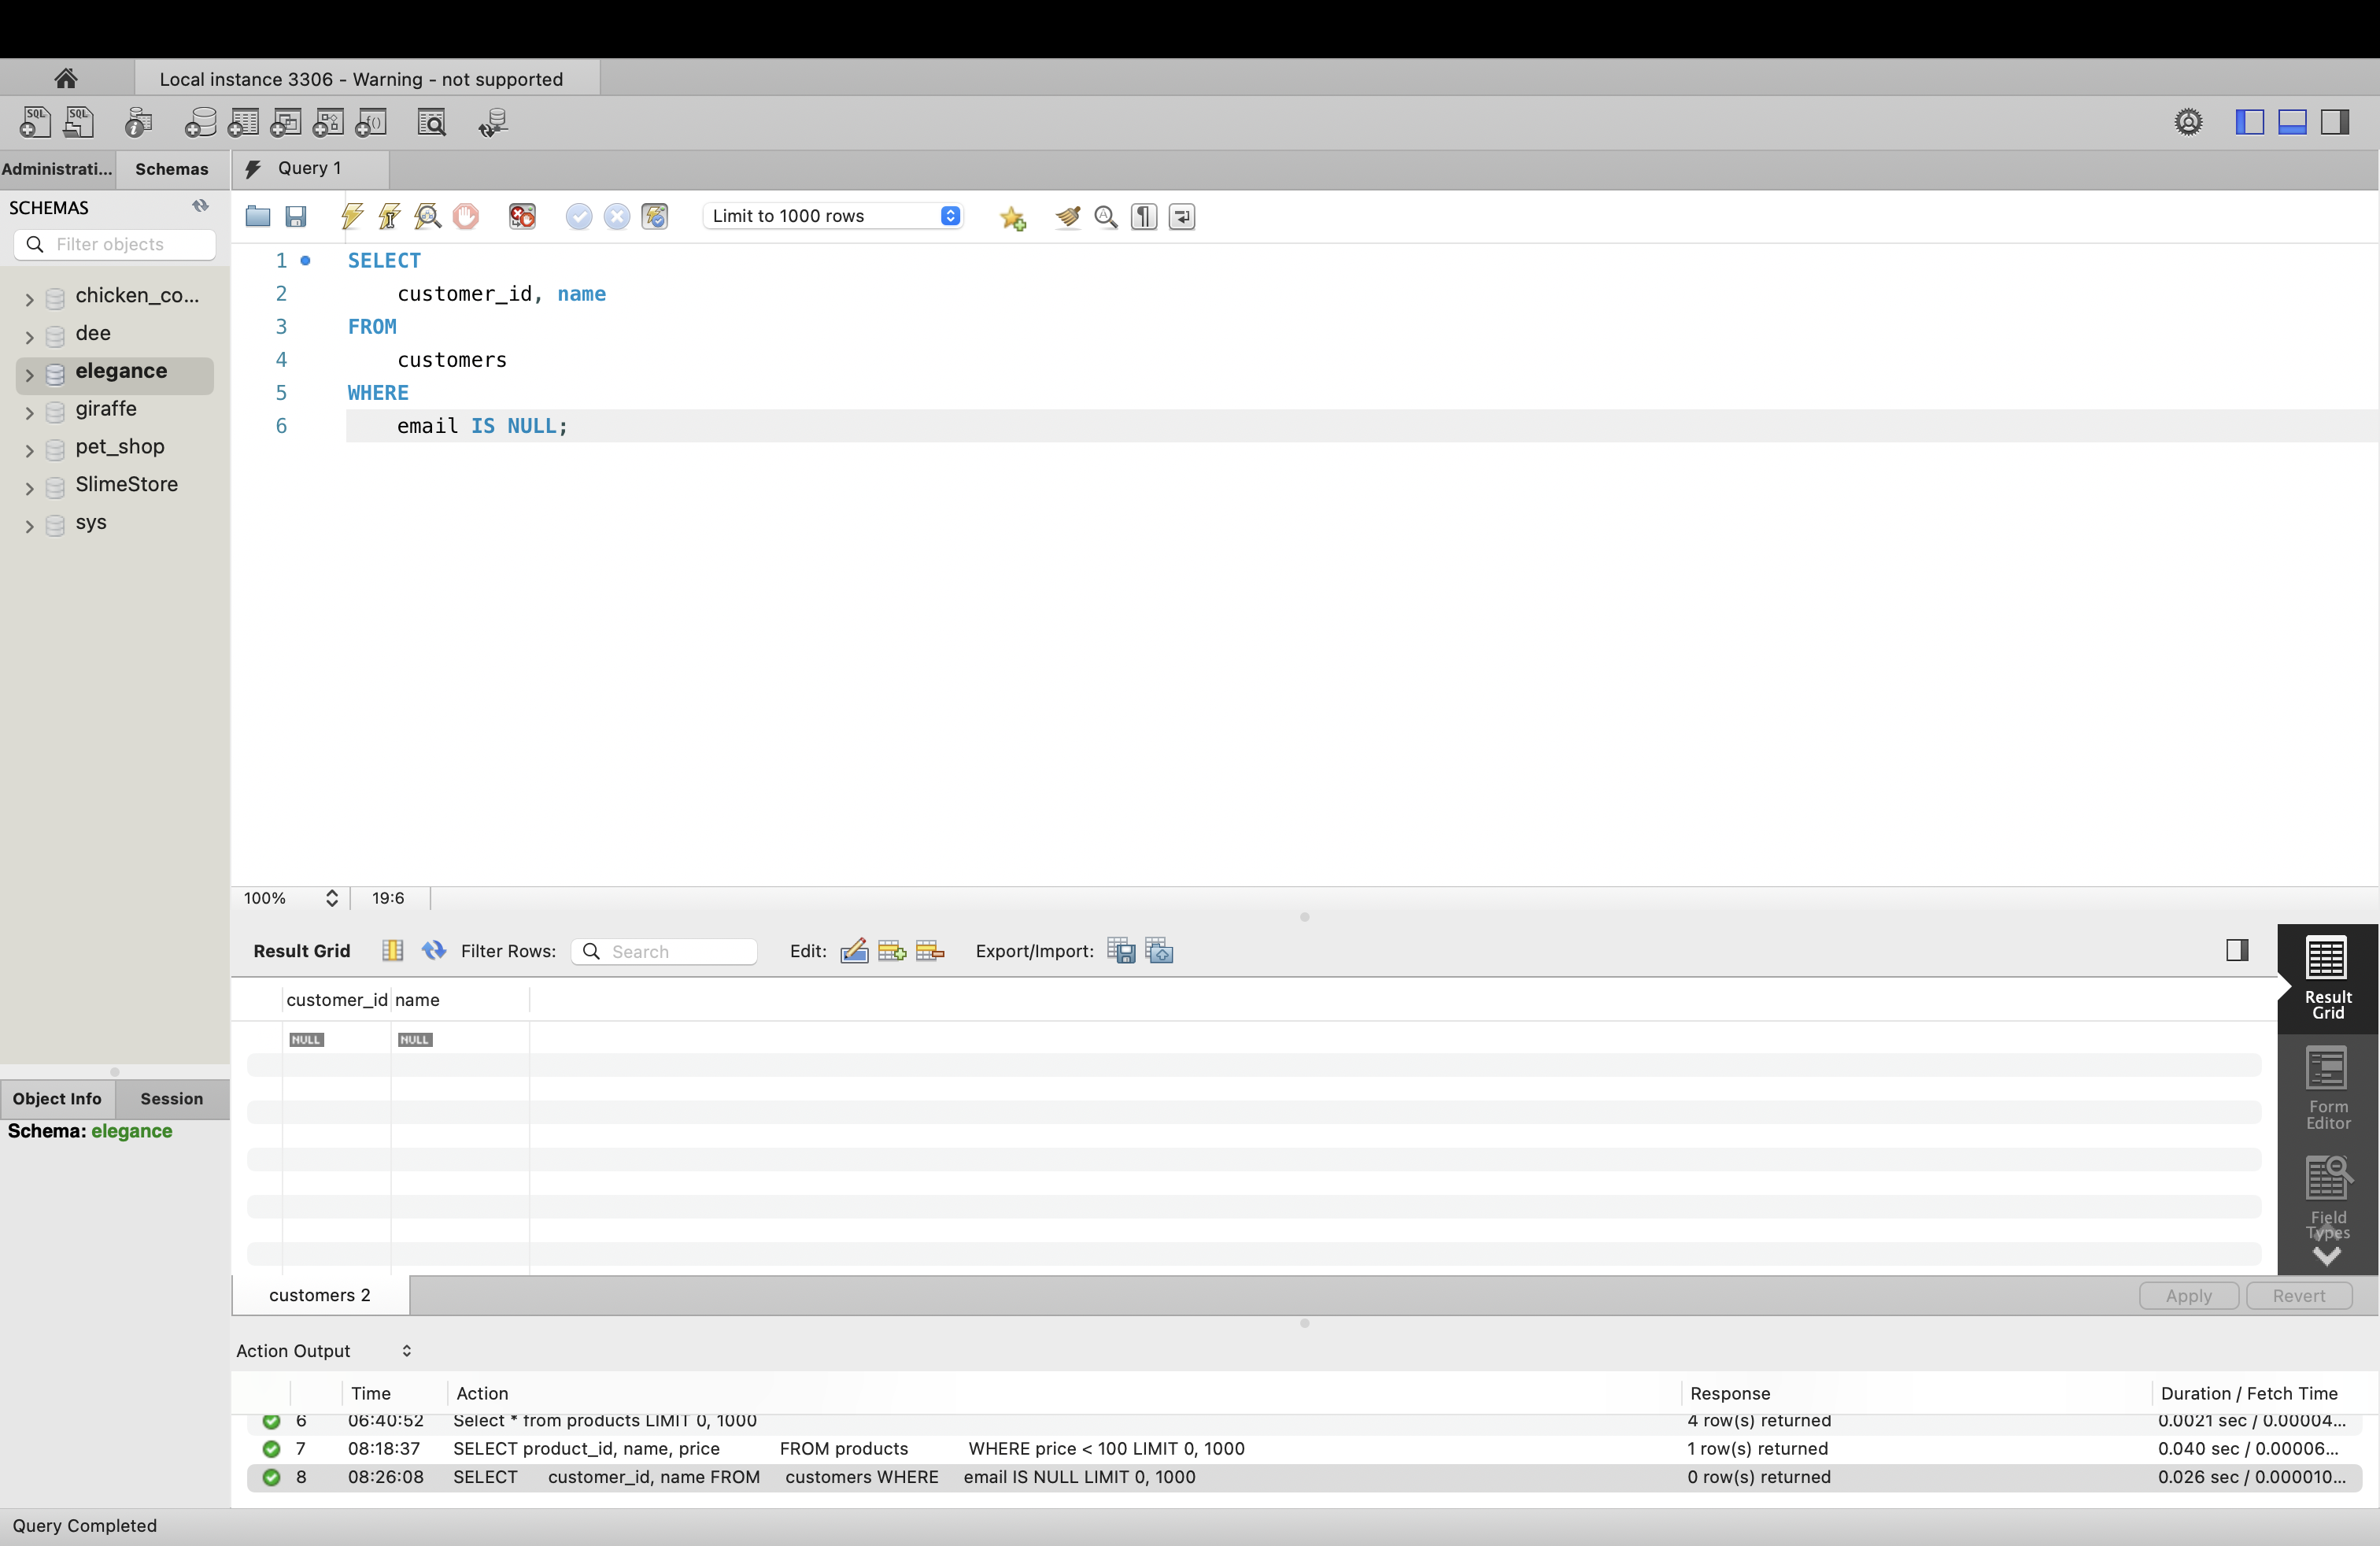 Local instance 3306 - Warning - not supported
Administrati...
Schemas
Query 1
SCHEMAS
Filter objects
Limit to 1000 rows
chicken_co...
dee
elegance
giraffe
pet_shop
SlimeStore
sys
1 SELECT
2 customer_id, name
3 FROM
4 customers
5 WHERE
6 email IS NULL;
100%
19:6
Result Grid
Filter Rows:
Search
Edit:
Export/Import:
customer_id name
NULL NULL
Result
Grid
Form
Editor
Field
Types
Object Info
Session
Schema: elegance
customers 2
Apply
Revert
Action Output
Time Action Response Duration / Fetch Time
6 06:40:52 Select * from products LIMIT 0, 1000 4 row(s) returned 0.0021 sec / 0.00004...
7 08:18:37 SELECT product_id, name, price FROM products WHERE price < 100 LIMIT 0, 1000 1 row(s) returned 0.040 sec / 0.00006...
8 08:26:08 SELECT customer_id, name FROM customers WHERE email IS NULL LIMIT 0, 1000 0 row(s) returned 0.026 sec / 0.000010...
Query Completed